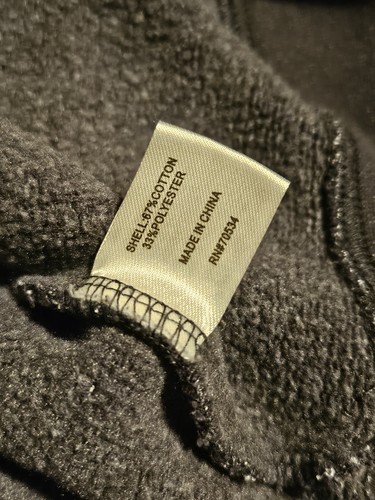 SHELL:67%COTTON
33%POLYESTER
MADE IN CHINA
RN#70534